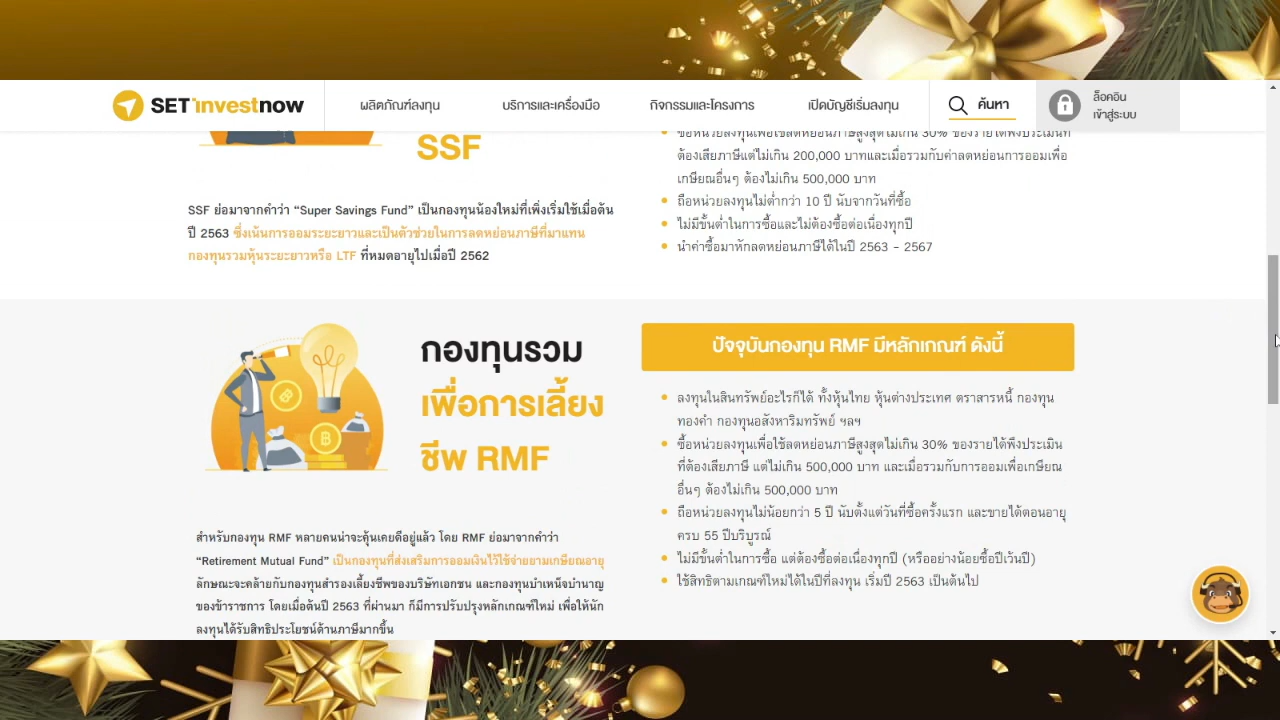 SET investnow
ผลิตภัณฑ์ลงทุน
บริการและเครื่องมือ
กิจกรรมและโครงการ
เปิดบัญชีเริ่มลงทุน
ค้นหา
ล็อคอิน
เข้าสู่ระบบ
SSF
SSF ย่อมาจากคำว่า “Super Savings Fund” เป็นกองทุนน้องใหม่ที่เพิ่งเริ่มใช้เมื่อต้น
ปี 2563 ซึ่งเน้นการออมระยะยาวและเป็นตัวช่วยในการลดหย่อนภาษีที่มาแทน
กองทุนรวมหุ้นระยะยาวหรือ LTF ที่หมดอายุไปเมื่อปี 2562
ซื้อหน่วยลงทุนเพื่อใช้ลดหย่อนภาษีสูงสุดไม่เกิน 30% ของรายได้พึงประเมินที่
ต้องเสียภาษีแต่ไม่เกิน 200,000 บาทและเมื่อรวมกับค่าลดหย่อนการออมเพื่อ
เกษียณอื่นๆ ต้องไม่เกิน 500,000 บาท
ถือหน่วยลงทุนไม่ต่ำกว่า 10 ปี นับจากวันที่ซื้อ
ไม่มีขั้นต่ำในการซื้อและไม่ต้องซื้อต่อเนื่องทุกปี
นำค่าซื้อมาหักลดหย่อนภาษีได้ในปี 2563 - 2567
กองทุนรวม
เพื่อการเลี้ยง
ชีพ RMF
สำหรับกองทุน RMF หลายคนน่าจะคุ้นเคยดีอยู่แล้ว โดย RMF ย่อมาจากคำว่า
“Retirement Mutual Fund” เป็นกองทุนที่ส่งเสริมการออมเงินไว้ใช้จ่ายยามเกษียณอายุ
ลักษณะจะคล้ายกับกองทุนสำรองเลี้ยงชีพของบริษัทเอกชน และกองทุนบำเหน็จบำนาญ
ของข้าราชการ โดยเมื่อต้นปี 2563 ที่ผ่านมา ก็มีการปรับปรุงหลักเกณฑ์ใหม่ เพื่อให้นัก
ลงทุนได้รับสิทธิประโยชน์ด้านภาษีมากขึ้น
ปัจจุบันกองทุน RMF มีหลักเกณฑ์ ดังนี้
ลงทุนในสินทรัพย์อะไรก็ได้ ทั้งหุ้นไทย หุ้นต่างประเทศ ตราสารหนี้ กองทุน
ทองคำ กองทุนอสังหาริมทรัพย์ ฯลฯ
ซื้อหน่วยลงทุนเพื่อใช้ลดหย่อนภาษีสูงสุดไม่เกิน 30% ของรายได้พึงประเมิน
ที่ต้องเสียภาษี แต่ไม่เกิน 500,000 บาท และเมื่อรวมกับการออมเพื่อเกษียณ
อื่นๆ ต้องไม่เกิน 500,000 บาท
ถือหน่วยลงทุนไม่น้อยกว่า 5 ปี นับตั้งแต่วันที่ซื้อครั้งแรก และขายได้ตอนอายุ
ครบ 55 ปีบริบูรณ์
ไม่มีขั้นต่ำในการซื้อ แต่ต้องซื้อต่อเนื่องทุกปี (หรืออย่างน้อยซื้อปีเว้นปี)
ใช้สิทธิตามเกณฑ์ใหม่ได้ในปีที่ลงทุน เริ่มปี 2563 เป็นต้นไป